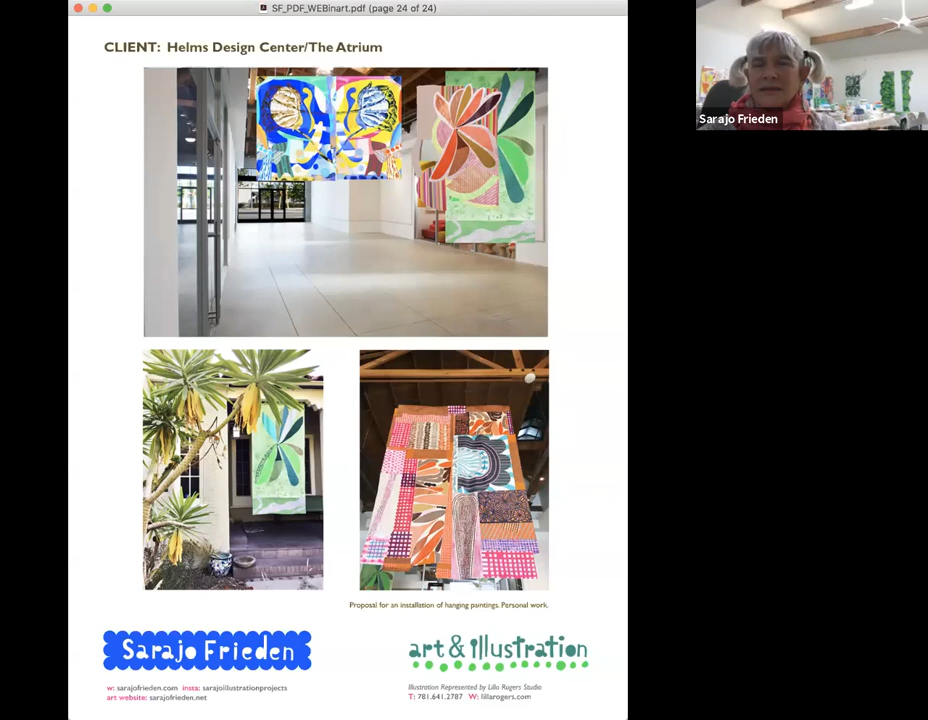 SF_PDF_WEBinart.pdf (page 24 of 24)
CLIENT: Helms Design Center/The Atrium
Sarajo Frieden
Proposal for an installation of hanging paintings. Personal work.
Sarajo Frieden
w: sarajofrieden.com insta: sarajoillustrationprojects
art website: sarajofrieden.net
art & illustration
Illustration Represented by Lilla Rogers Studio
T: 781.641.2787 W: lillarogers.com